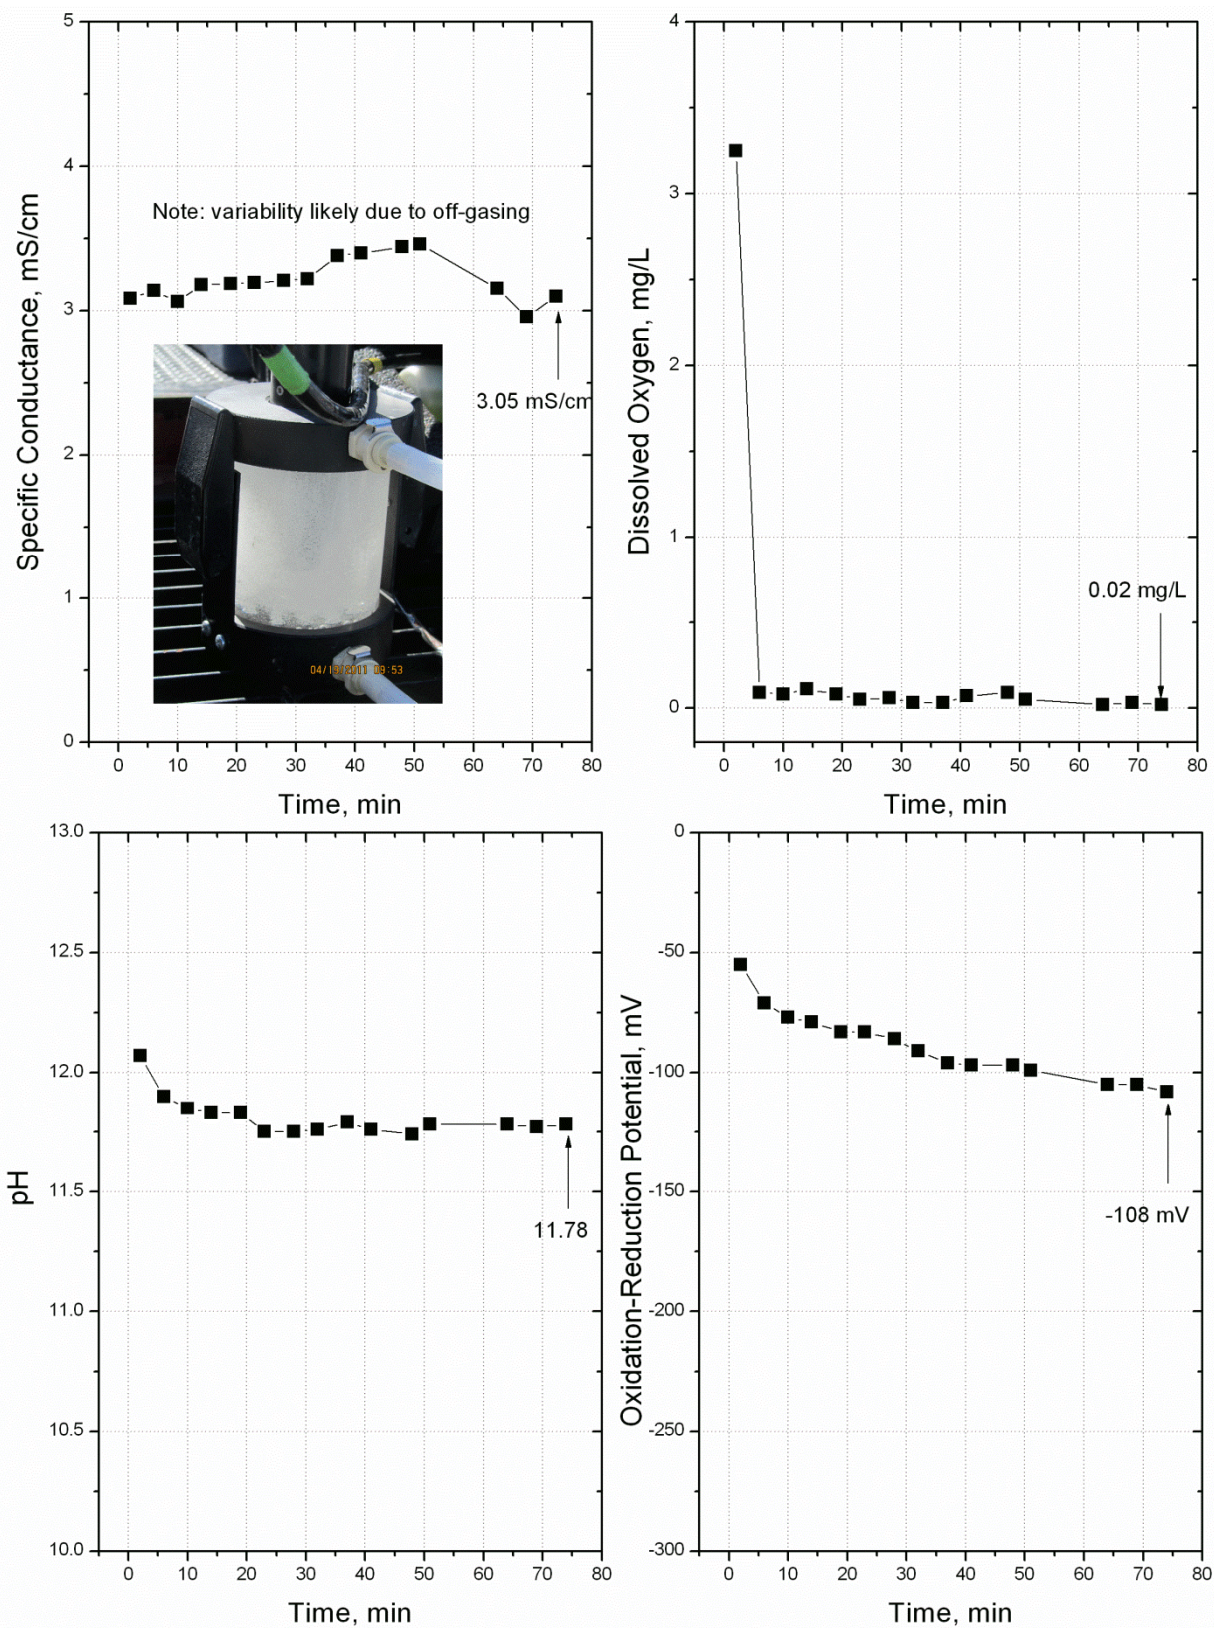 5
4
3
2
1
0
Specific Conductance, mS/cm
Note: variability likely due to off-gasing
3.05 mS/cm
04/19/2011 09:53
0 10 20 30 40 50 60 70 80
Time, min
4
3
2
1
0
Dissolved Oxygen, mg/L
0.02 mg/L
0 10 20 30 40 50 60 70 80
Time, min
13.0
12.5
12.0
11.5
11.0
10.5
10.0
pH
11.78
0 10 20 30 40 50 60 70 80
Time, min
0
-50
-100
-150
-200
-250
-300
Oxidation-Reduction Potential, mV
-108 mV
0 10 20 30 40 50 60 70 80
Time, min